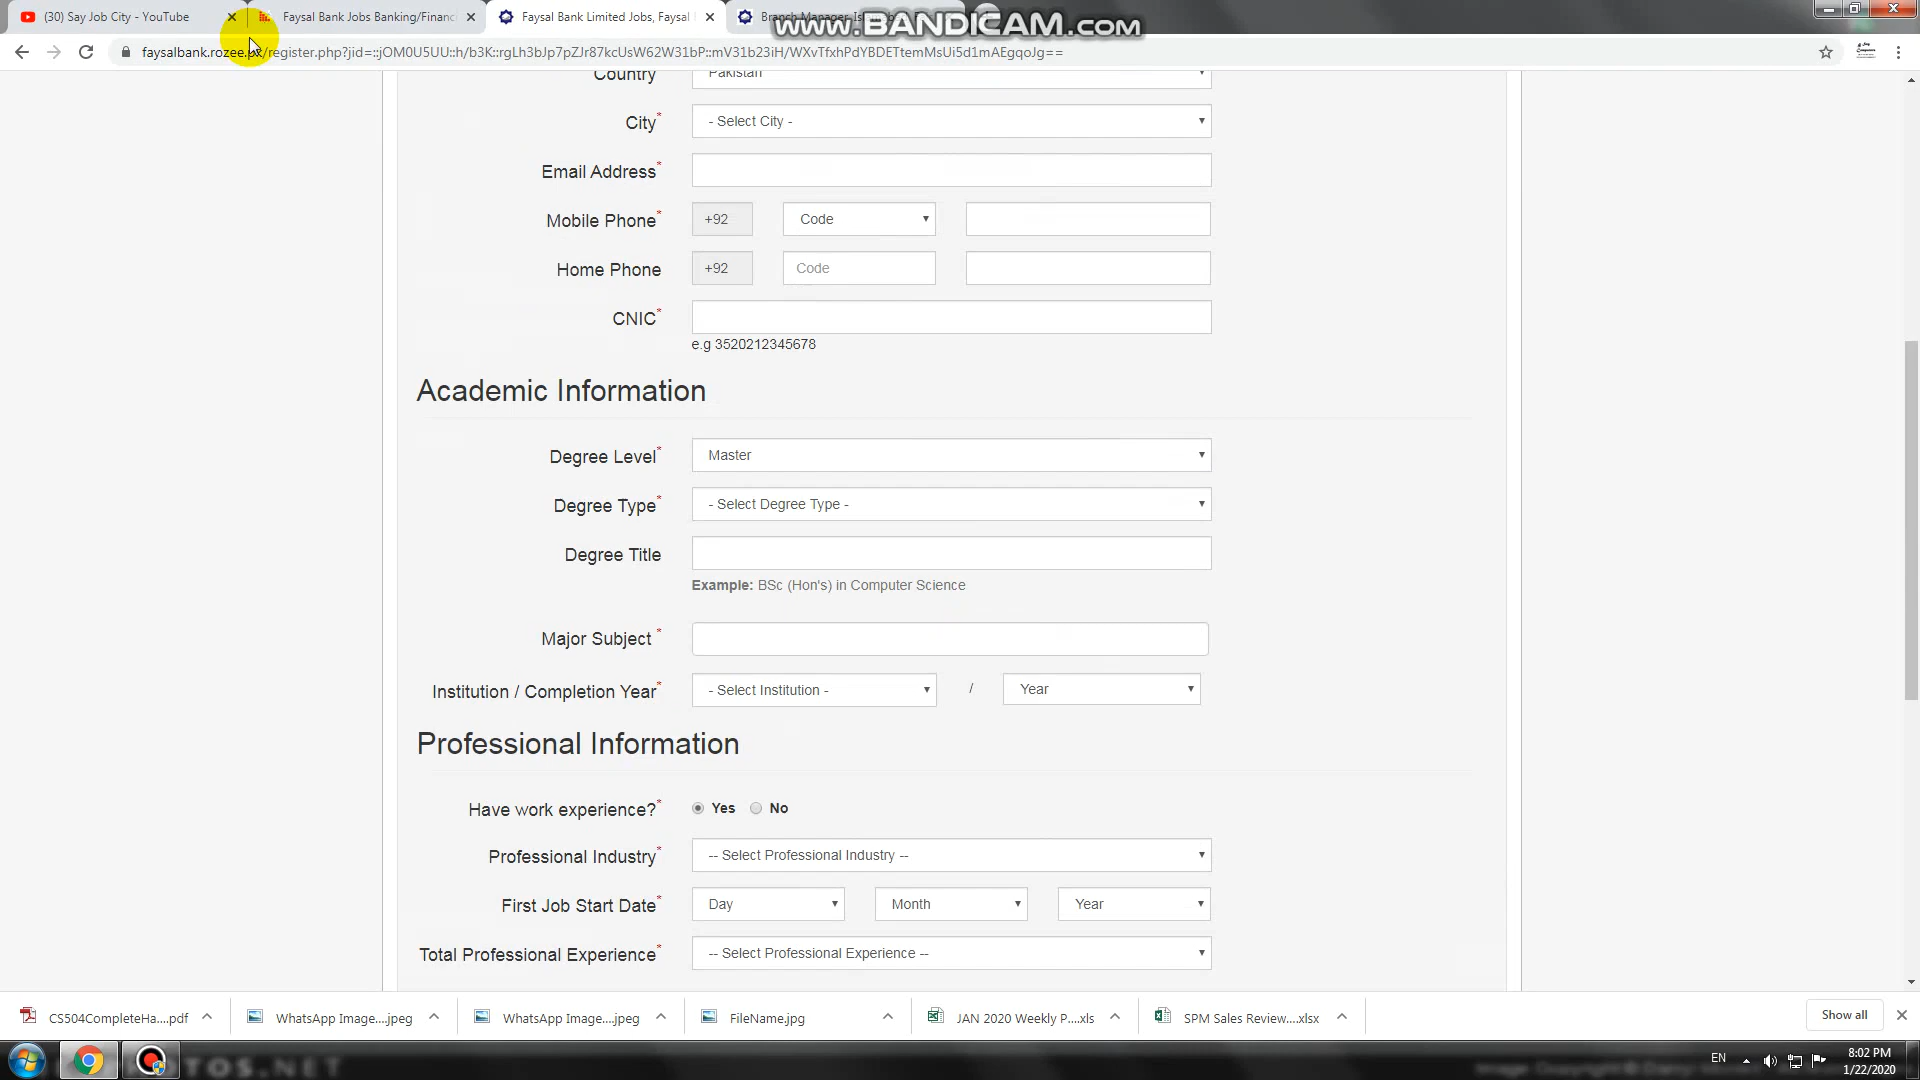 (30) Say Job City - YouTube
Faysal Bank Jobs Banking/Financi
Faysal Bank Limited Jobs, Faysal
Branch Manager, Islamabad
www.BANDICAM.com
faysalbank.rozee.pk/register.php?jid=::jOM0U5UU::h/b3K::rgLh3bJp7pZJr87kcUsW62W31bP::mV31b23iH/WXvTfxhPdYBDETtemMsUi5d1mAEgqoJg==
Country Pakistan
City* - Select City -
Email Address*
Mobile Phone* +92 Code
Home Phone +92 Code
CNIC*
e.g 3520212345678
Academic Information
Degree Level* Master
Degree Type* - Select Degree Type -
Degree Title
Example: BSc (Hon's) in Computer Science
Major Subject *
Institution / Completion Year* - Select Institution - / Year
Professional Information
Have work experience?* Yes No
Professional Industry* -- Select Professional Industry --
First Job Start Date* Day Month Year
Total Professional Experience* -- Select Professional Experience --
CS504CompleteHa....pdf
WhatsApp Image....jpeg
WhatsApp Image....jpeg
FileName.jpg
JAN 2020 Weekly P....xls
SPM Sales Review....xlsx
Show all
EN
8:02 PM
1/22/2020